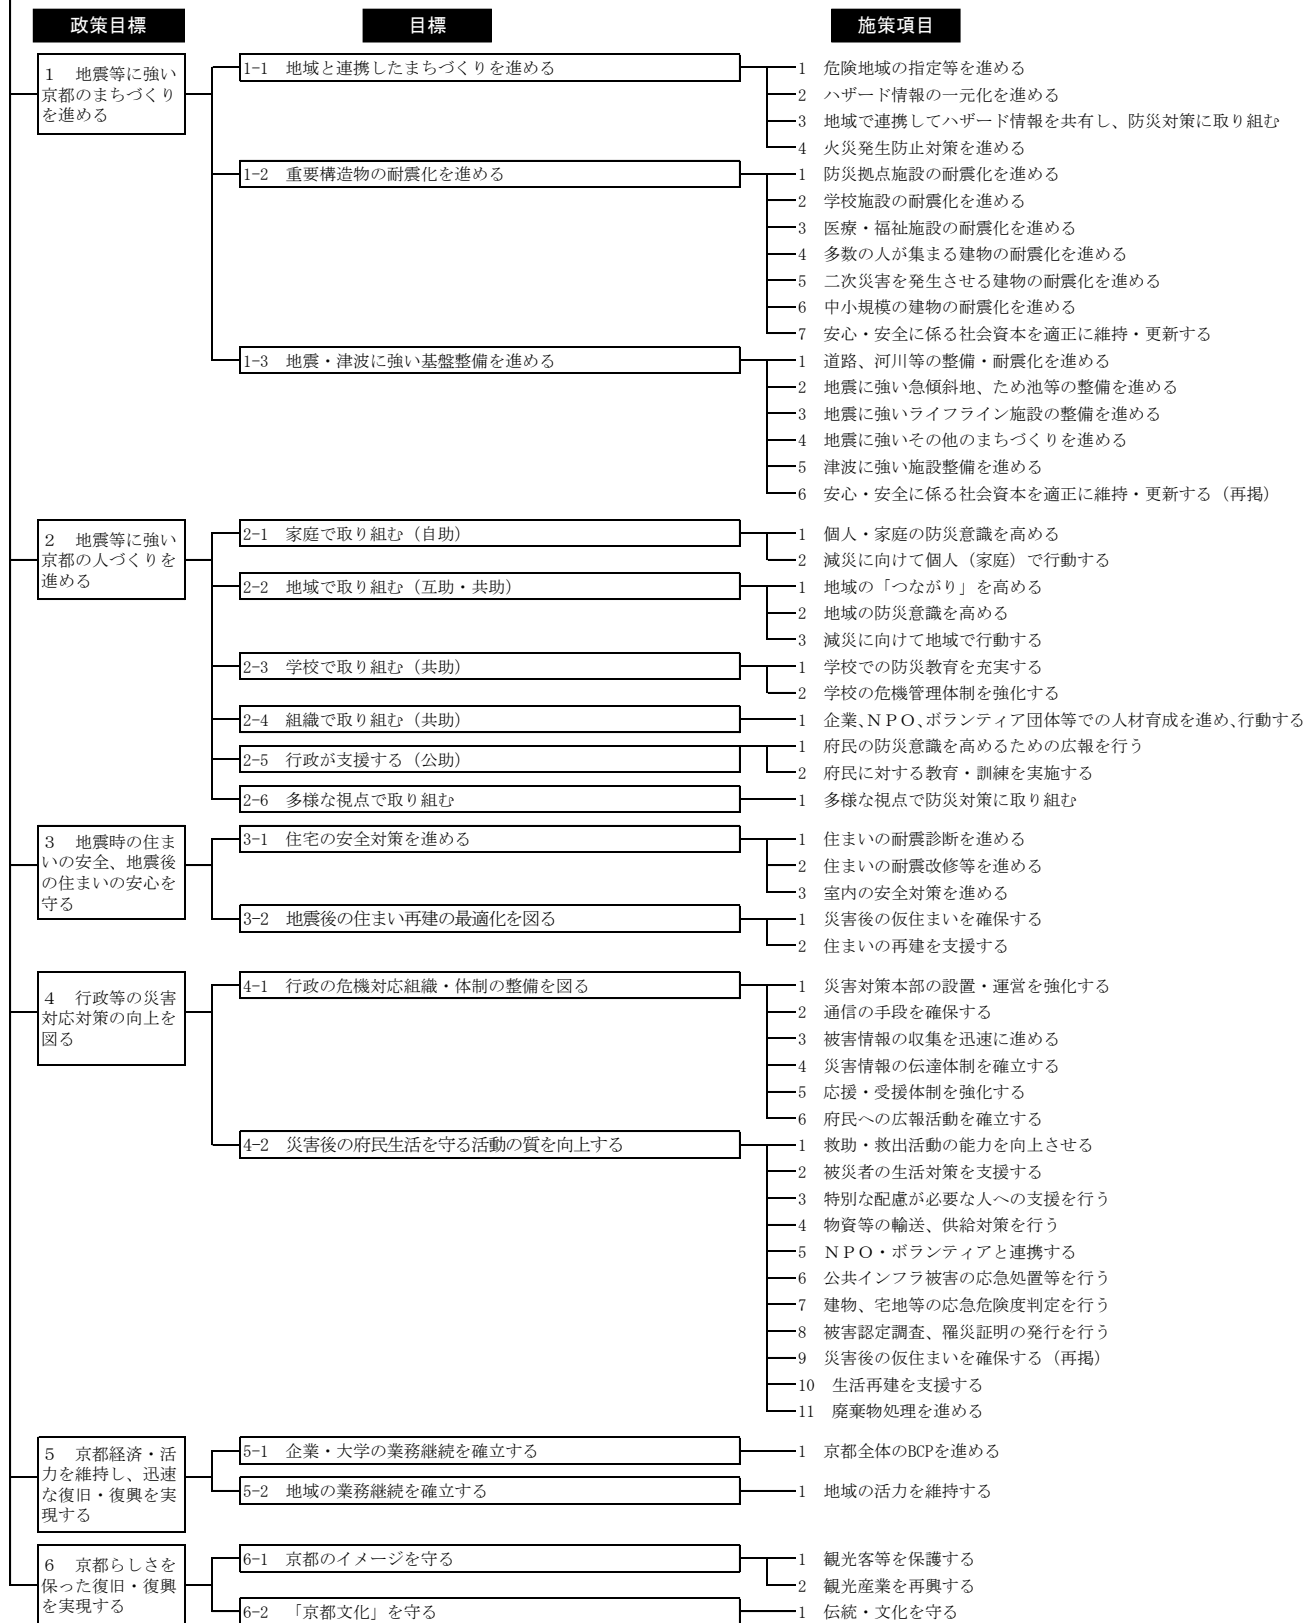 政策目標
目標
施策項目
1 地震等に強い
京都のまちづくり
を進める
1-1 地域と連携したまちづくりを進める
1 危険地域の指定等を進める
2 ハザード情報の一元化を進める
3 地域で連携してハザード情報を共有し、防災対策に取り組む
4 火災発生防止対策を進める
1-2 重要構造物の耐震化を進める
1 防災拠点施設の耐震化を進める
2 学校施設の耐震化を進める
3 医療・福祉施設の耐震化を進める
4 多数の人が集まる建物の耐震化を進める
5 二次災害を発生させる建物の耐震化を進める
6 中小規模の建物の耐震化を進める
7 安心・安全に係る社会資本を適正に維持・更新する
1-3 地震・津波に強い基盤整備を進める
1 道路、河川等の整備・耐震化を進める
2 地震に強い急傾斜地、ため池等の整備を進める
3 地震に強いライフライン施設の整備を進める
4 地震に強いその他のまちづくりを進める
5 津波に強い施設整備を進める
6 安心・安全に係る社会資本を適正に維持・更新する（再掲）
2 地震等に強い
京都の人づくりを
進める
2-1 家庭で取り組む（自助）
1 個人・家庭の防災意識を高める
2 減災に向けて個人（家庭）で行動する
2-2 地域で取り組む（互助・共助）
1 地域の「つながり」を高める
2 地域の防災意識を高める
3 減災に向けて地域で行動する
2-3 学校で取り組む（共助）
1 学校での防災教育を充実する
2 学校の危機管理体制を強化する
2-4 組織で取り組む（共助）
1 企業、ＮＰＯ、ボランティア団体等での人材育成を進め、行動する
2-5 行政が支援する（公助）
1 府民の防災意識を高めるための広報を行う
2 府民に対する教育・訓練を実施する
2-6 多様な視点で取り組む
1 多様な視点で防災対策に取り組む
3 地震時の住ま
いの安全、地震後
の住まいの安心を
守る
3-1 住宅の安全対策を進める
1 住まいの耐震診断を進める
2 住まいの耐震改修等を進める
3 室内の安全対策を進める
3-2 地震後の住まい再建の最適化を図る
1 災害後の仮住まいを確保する
2 住まいの再建を支援する
4 行政等の災害
対応対策の向上を
図る
4-1 行政の危機対応組織・体制の整備を図る
1 災害対策本部の設置・運営を強化する
2 通信の手段を確保する
3 被害情報の収集を迅速に進める
4 災害情報の伝達体制を確立する
5 応援・受援体制を強化する
6 府民への広報活動を確立する
4-2 災害後の府民生活を守る活動の質を向上する
1 救助・救出活動の能力を向上させる
2 被災者の生活対策を支援する
3 特別な配慮が必要な人への支援を行う
4 物資等の輸送、供給対策を行う
5 ＮＰＯ・ボランティアと連携する
6 公共インフラ被害の応急処置等を行う
7 建物、宅地等の応急危険度判定を行う
8 被害認定調査、罹災証明の発行を行う
9 災害後の仮住まいを確保する（再掲）
10 生活再建を支援する
11 廃棄物処理を進める
5 京都経済・活
力を維持し、迅速
な復旧・復興を実
現する
5-1 企業・大学の業務継続を確立する
1 京都全体のBCPを進める
5-2 地域の業務継続を確立する
1 地域の活力を維持する
6 京都らしさを
保った復旧・復興
を実現する
6-1 京都のイメージを守る
1 観光客等を保護する
2 観光産業を再興する
6-2 「京都文化」を守る
1 伝統・文化を守る